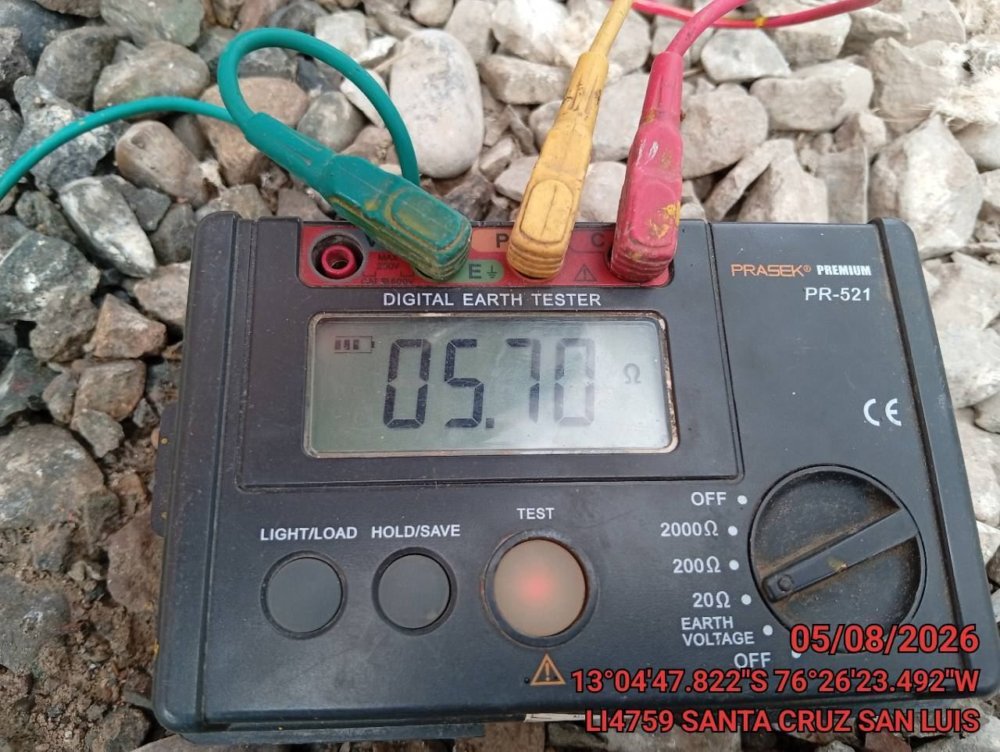 P
C
MAX
250V
E
PRASEK® PREMIUM
PR-521
DIGITAL EARTH TESTER
05.70 Ω
CE
TEST
LIGHT/LOAD
HOLD/SAVE
OFF
2000Ω
200Ω
20Ω
EARTH
VOLTAGE
OFF
05/08/2026
13°04'47.822"S 76°26'23.492"W
LI4759 SANTA CRUZ SAN LUIS